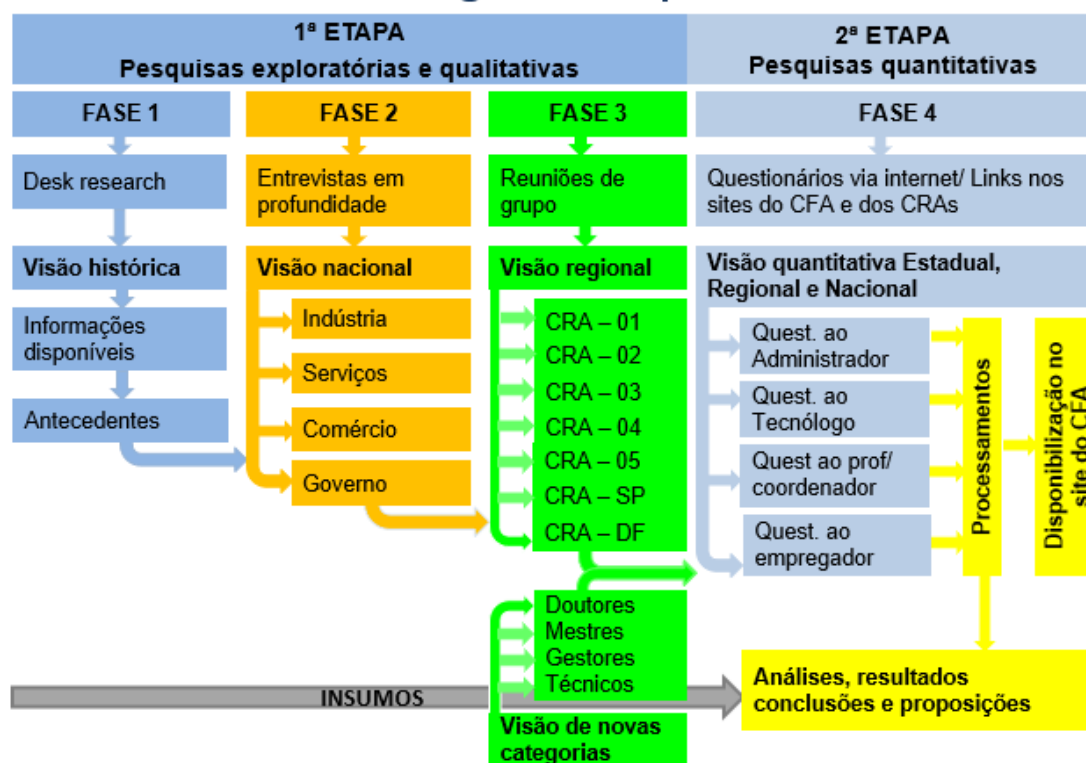 1ª ETAPA
Pesquisas exploratórias e qualitativas
2ª ETAPA
Pesquisas quantitativas
FASE 1
FASE 2
FASE 3
FASE 4
Desk research
Entrevistas em
profundidade
Reuniões de
grupo
Questionários via internet/ Links nos
sites do CFA e dos CRAs
Visão histórica
Visão nacional
Visão regional
Visão quantitativa Estadual,
Regional e Nacional
Informações
disponíveis
Antecedentes
Indústria
Serviços
Comércio
Governo
CRA – 01
CRA – 02
CRA – 03
CRA – 04
CRA – 05
CRA – SP
CRA – DF
Quest. ao
Administrador
Quest. ao
Tecnólogo
Quest ao prof/
coordenador
Quest. ao
empregador
Processamentos
Disponibilização no
site do CFA
Doutores
Mestres
Gestores
Técnicos
INSUMOS
Visão de novas
categorias
Análises, resultados
conclusões e proposições